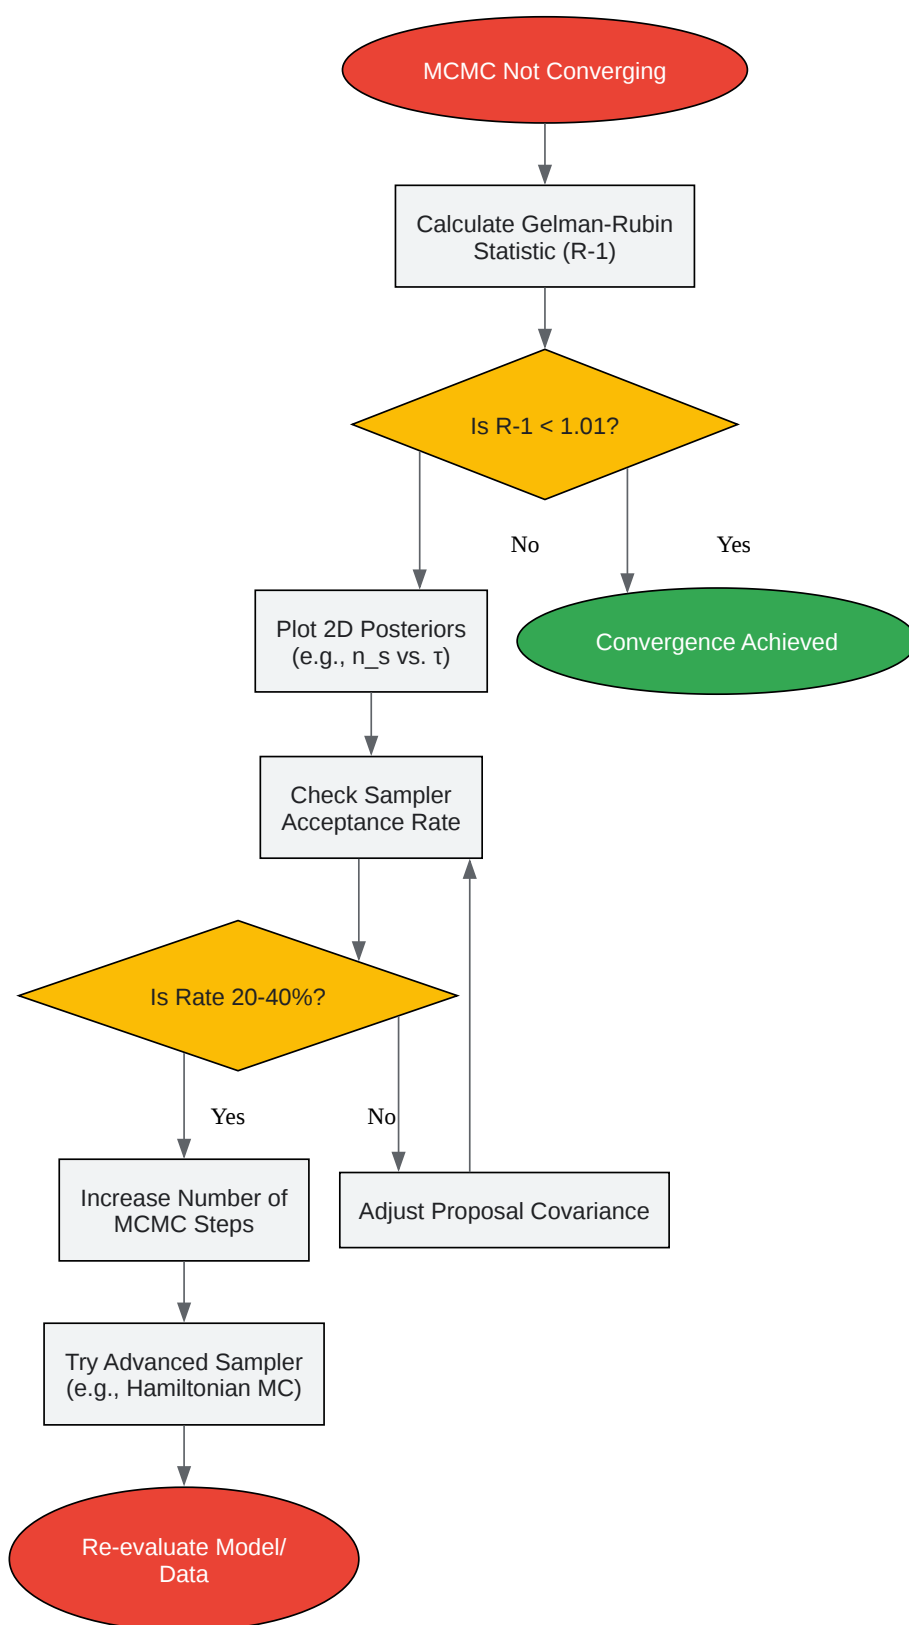 MCMC Not Converging
Calculate Gelman-Rubin
Statistic (R-1)
Is R-1 < 1.01?
No
Yes
Plot 2D Posteriors
(e.g., n_s vs. τ)
Convergence Achieved
Check Sampler
Acceptance Rate
Is Rate 20-40%?
Yes
No
Increase Number of
MCMC Steps
Adjust Proposal Covariance
Try Advanced Sampler
(e.g., Hamiltonian MC)
Re-evaluate Model/
Data